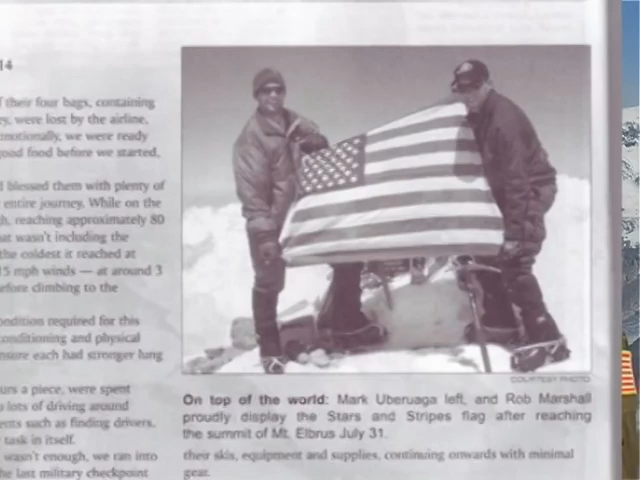 14
f their four bags, containing
ry, were lost by the airline,
motionally, we were ready
good food before we started,
d blessed them with plenty of
entire journey. While on the
h, reaching approximately 80
at wasn't including the
the coldest it reached at
15 mph winds — at around 3
efore climbing to the
ondition required for this
conditioning and physical
nsure each had stronger lung
urs a piece, were spent
lots of driving around
ents such as finding drivers,
task in itself.
wasn't enough, we ran into
he last military checkpoint
COURTESY PHOTO
On top of the world: Mark Uberuaga left, and Rob Marshall
proudly display the Stars and Stripes flag after reaching
the summit of Mt. Elbrus July 31.
their skis, equipment and supplies, continuing onwards with minimal
gear.